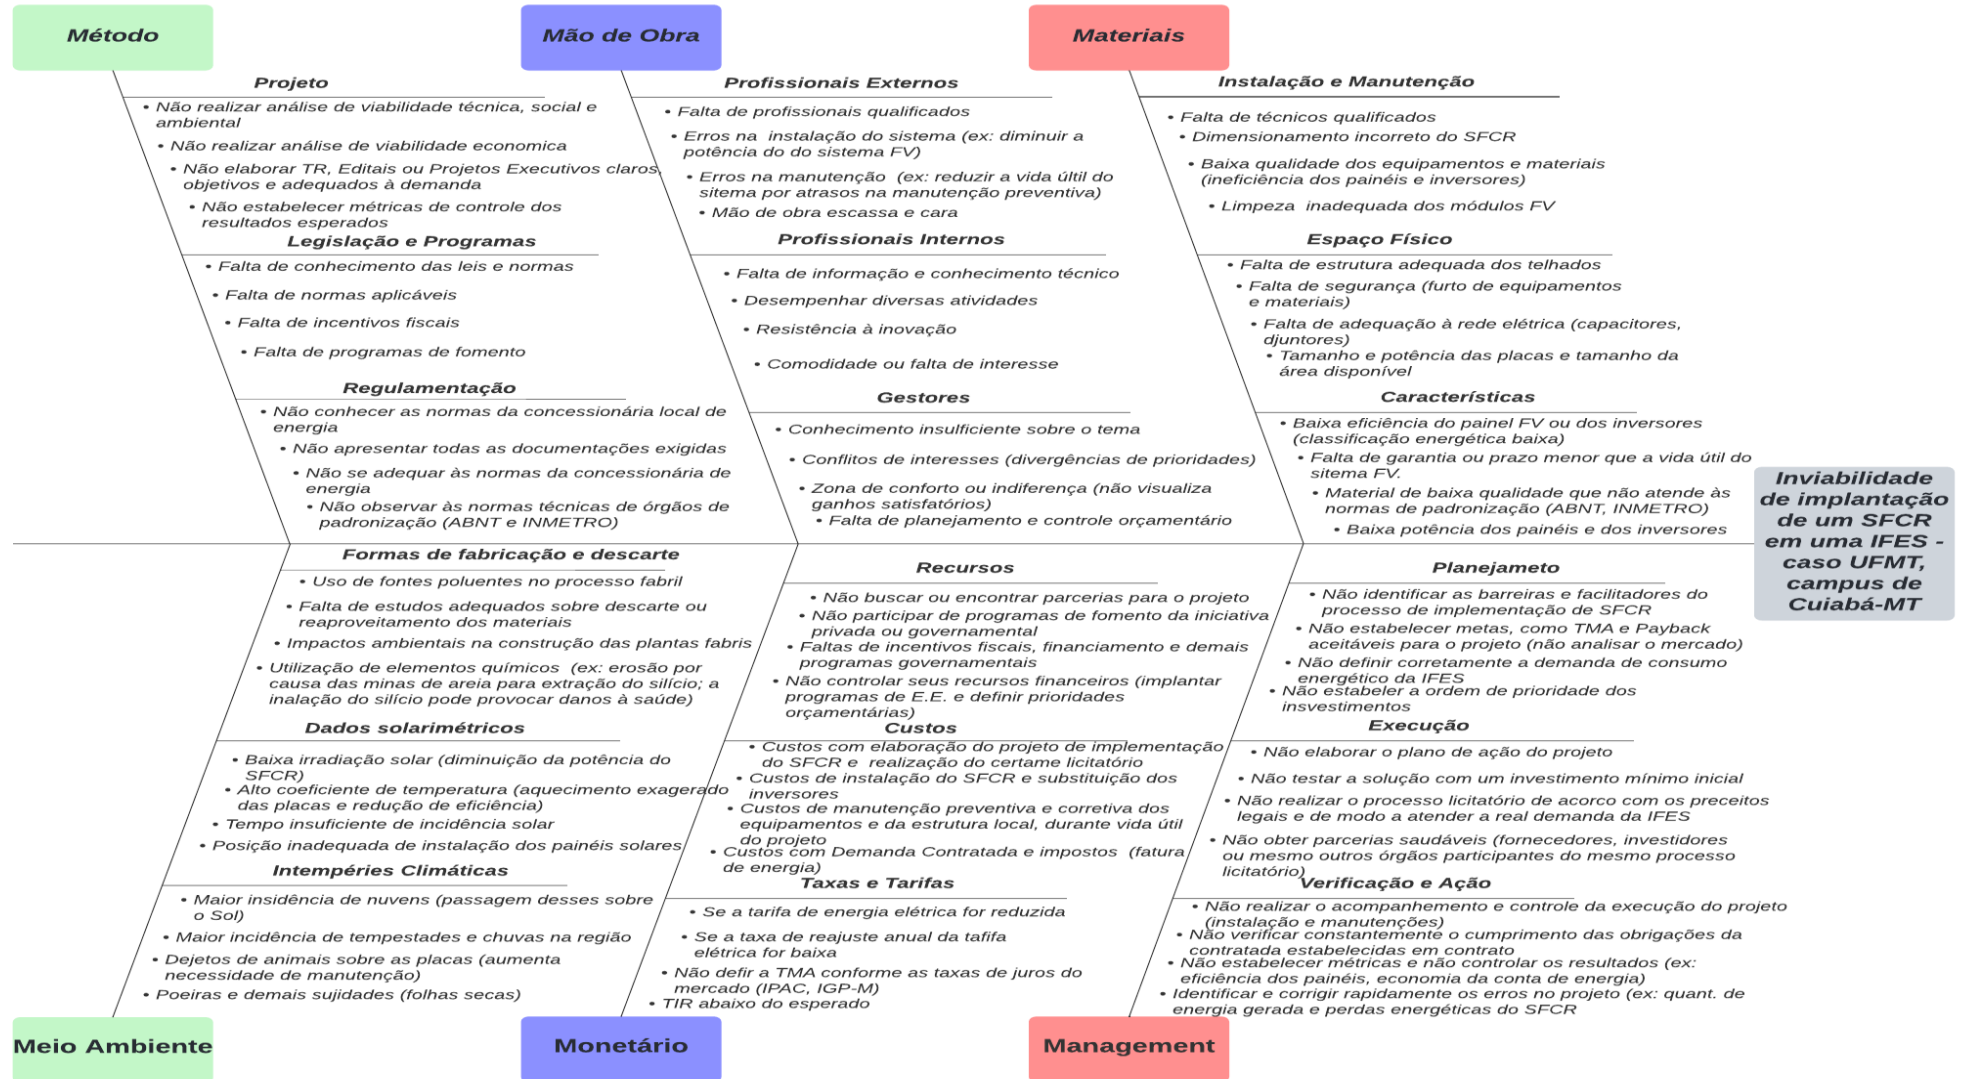 Método
Projeto
• Não realizar análise de viabilidade técnica, social e
ambiental
• Não realizar análise de viabilidade economica
• Não elaborar TR, Editais ou Projetos Executivos claros,
objetivos e adequados à demanda
• Não estabelecer métricas de controle dos
resultados esperados
Legislação e Programas
• Falta de conhecimento das leis e normas
• Falta de normas aplicáveis
• Falta de incentivos fiscais
• Falta de programas de fomento
Regulamentação
• Não conhecer as normas da concessionária local de
energia
• Não apresentar todas as documentações exigidas
• Não se adequar às normas da concessionária de
energia
• Não observar às normas técnicas de órgãos de
padronização (ABNT e INMETRO)
Mão de Obra
Profissionais Externos
• Falta de profissionais qualificados
• Erros na  instalação do sistema (ex: diminuir a
potência do do sistema FV)
• Erros na manutenção  (ex: reduzir a vida últil do
sitema por atrasos na manutenção preventiva)
• Mão de obra escassa e cara
Profissionais Internos
• Falta de informação e conhecimento técnico
• Desempenhar diversas atividades
• Resistência à inovação
• Comodidade ou falta de interesse
Gestores
• Conhecimento insulficiente sobre o tema
• Conflitos de interesses (divergências de prioridades)
• Zona de conforto ou indiferença (não visualiza
ganhos satisfatórios)
• Falta de planejamento e controle orçamentário
Materiais
Instalação e Manutenção
• Falta de técnicos qualificados
• Dimensionamento incorreto do SFCR
• Baixa qualidade dos equipamentos e materiais
(ineficiência dos painéis e inversores)
• Limpeza  inadequada dos módulos FV
Espaço Físico
• Falta de estrutura adequada dos telhados
• Falta de segurança (furto de equipamentos
e materiais)
• Falta de adequação à rede elétrica (capacitores,
djuntores)
• Tamanho e potência das placas e tamanho da
área disponível
Características
• Baixa eficiência do painel FV ou dos inversores
(classificação energética baixa)
• Falta de garantia ou prazo menor que a vida útil do
sitema FV.
• Material de baixa qualidade que não atende às
normas de padronização (ABNT, INMETRO)
• Baixa potência dos painéis e dos inversores
Inviabilidade
de implantação
de um SFCR
em uma IFES -
caso UFMT,
campus de
Cuiabá-MT
Formas de fabricação e descarte
• Uso de fontes poluentes no processo fabril
• Falta de estudos adequados sobre descarte ou
reaproveitamento dos materiais
• Impactos ambientais na construção das plantas fabris
• Utilização de elementos químicos  (ex: erosão por
causa das minas de areia para extração do silício; a
inalação do silício pode provocar danos à saúde)
Dados solarimétricos
• Baixa irradiação solar (diminuição da potência do
SFCR)
• Alto coeficiente de temperatura (aquecimento exagerado
das placas e redução de eficiência)
• Tempo insuficiente de incidência solar
• Posição inadequada de instalação dos painéis solares
Intempéries Climáticas
• Maior insidência de nuvens (passagem desses sobre
o Sol)
• Maior incidência de tempestades e chuvas na região
• Dejetos de animais sobre as placas (aumenta
necessidade de manutenção)
• Poeiras e demais sujidades (folhas secas)
Meio Ambiente
Recursos
• Não buscar ou encontrar parcerias para o projeto
• Não participar de programas de fomento da iniciativa
privada ou governamental
• Faltas de incentivos fiscais, financiamento e demais
programas governamentais
• Não controlar seus recursos financeiros (implantar
programas de E.E. e definir prioridades
orçamentárias)
Custos
• Custos com elaboração do projeto de implementação
do SFCR e  realização do certame licitatório
• Custos de instalação do SFCR e substituição dos
inversores
• Custos de manutenção preventiva e corretiva dos
equipamentos e da estrutura local, durante vida útil
do projeto
• Custos com Demanda Contratada e impostos  (fatura
de energia)
Taxas e Tarifas
• Se a tarifa de energia elétrica for reduzida
• Se a taxa de reajuste anual da tafifa
elétrica for baixa
• Não defir a TMA conforme as taxas de juros do
mercado (IPAC, IGP-M)
• TIR abaixo do esperado
Monetário
Planejameto
• Não identificar as barreiras e facilitadores do
processo de implementação de SFCR
• Não estabelecer metas, como TMA e Payback
aceitáveis para o projeto (não analisar o mercado)
• Não definir corretamente a demanda de consumo
energético da IFES
• Não estabeler a ordem de prioridade dos
insvestimentos
Execução
• Não elaborar o plano de ação do projeto
• Não testar a solução com um investimento mínimo inicial
• Não realizar o processo licitatório de acorco com os preceitos
legais e de modo a atender a real demanda da IFES
• Não obter parcerias saudáveis (fornecedores, investidores
ou mesmo outros órgãos participantes do mesmo processo
licitatório)
Verificação e Ação
• Não realizar o acompanhemento e controle da execução do projeto
(instalação e manutenções)
• Não verificar constantemente o cumprimento das obrigações da
contratada estabelecidas em contrato
• Não estabelecer métricas e não controlar os resultados (ex:
eficiência dos painéis, economia da conta de energia)
• Identificar e corrigir rapidamente os erros no projeto (ex: quant. de
energia gerada e perdas energéticas do SFCR
Management